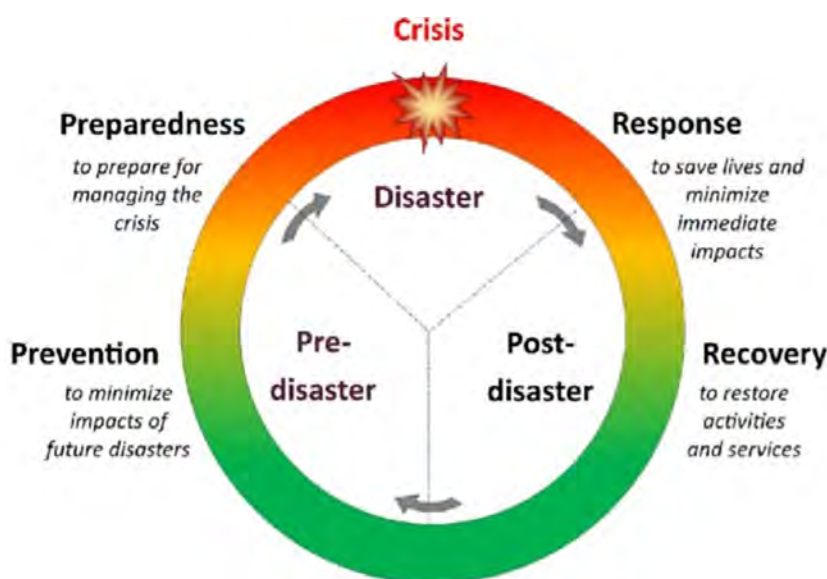 Crisis
Preparedness
to prepare for
managing the
crisis
Response
to save lives and
minimize
immediate
impacts
Disaster
Prevention
to minimize
impacts of
future disasters
Pre-
disaster
Post-
disaster
Recovery
to restore
activities
and services